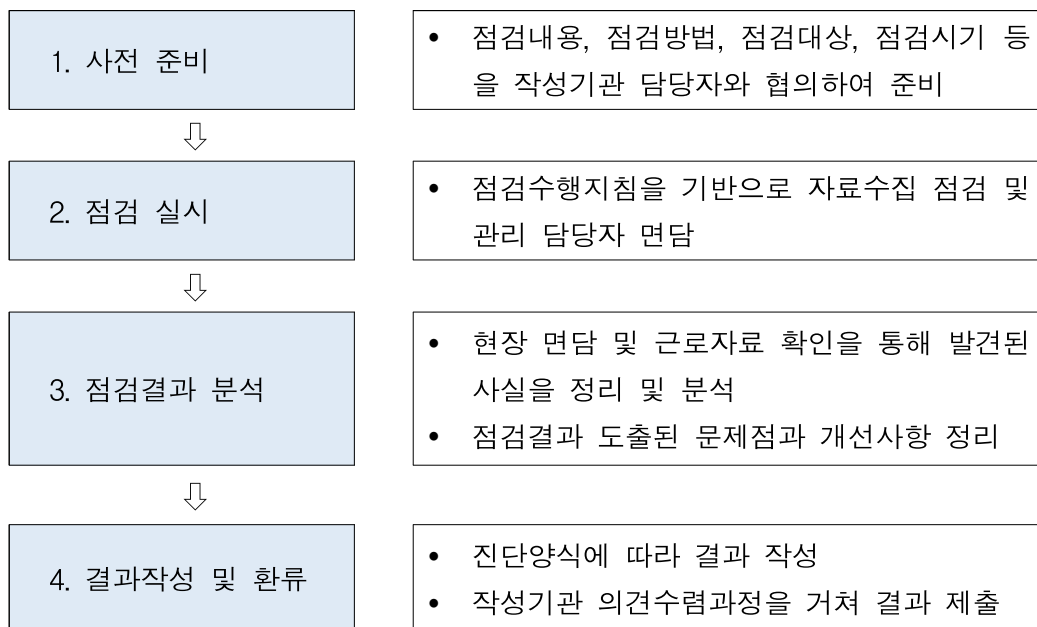 1. 사전 준비
• 점검내용, 점검방법, 점검대상, 점검시기 등
을 작성기관 담당자와 협의하여 준비
2. 점검 실시
• 점검수행지침을 기반으로 자료수집 점검 및
관리 담당자 면담
3. 점검결과 분석
• 현장 면담 및 근로자료 확인을 통해 발견된
사실을 정리 및 분석
• 점검결과 도출된 문제점과 개선사항 정리
4. 결과작성 및 환류
• 진단양식에 따라 결과 작성
• 작성기관 의견수렴과정을 거쳐 결과 제출